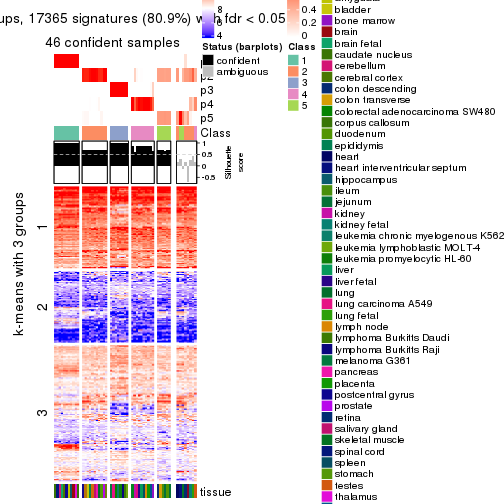 ups, 17365 signatures (80.9%) with fdr < 0.05
46 confident samples
p2
p3
p4
p5
Class
1
0.5
0
-0.5
Silhouette
score
k-means with 3 groups
1
2
3
tissue
8
6
4
Status (barplots)
confident
ambiguous
0.4
0.2
0
Class
1
2
3
4
5
bladder
bone marrow
brain
brain fetal
caudate nucleus
cerebellum
cerebral cortex
colon descending
colon transverse
colorectal adenocarcinoma SW480
corpus callosum
duodenum
epididymis
heart
heart interventricular septum
hippocampus
ileum
jejunum
kidney
kidney fetal
leukemia chronic myelogenous K562
leukemia lymphoblastic MOLT-4
leukemia promyelocytic HL-60
liver
liver fetal
lung
lung carcinoma A549
lung fetal
lymph node
lymphoma Burkitts Daudi
lymphoma Burkitts Raji
melanoma G361
pancreas
placenta
postcentral gyrus
prostate
retina
salivary gland
skeletal muscle
spinal cord
spleen
stomach
testes
thalamus